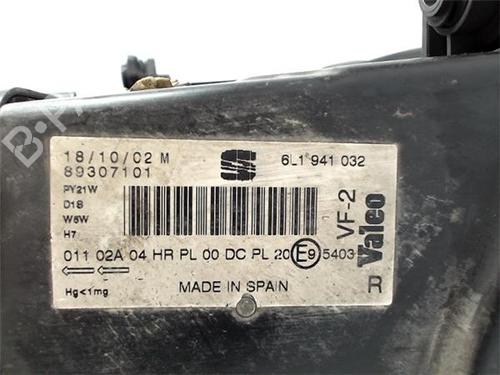 18/10/02 M
89307101
6L1 941 032
PY21W
D1S
W5W
H7
VF-2
Valeo
011 02A 04 HR PL 00 DC PL 20 E9 5403
Hg<1mg
MADE IN SPAIN
R